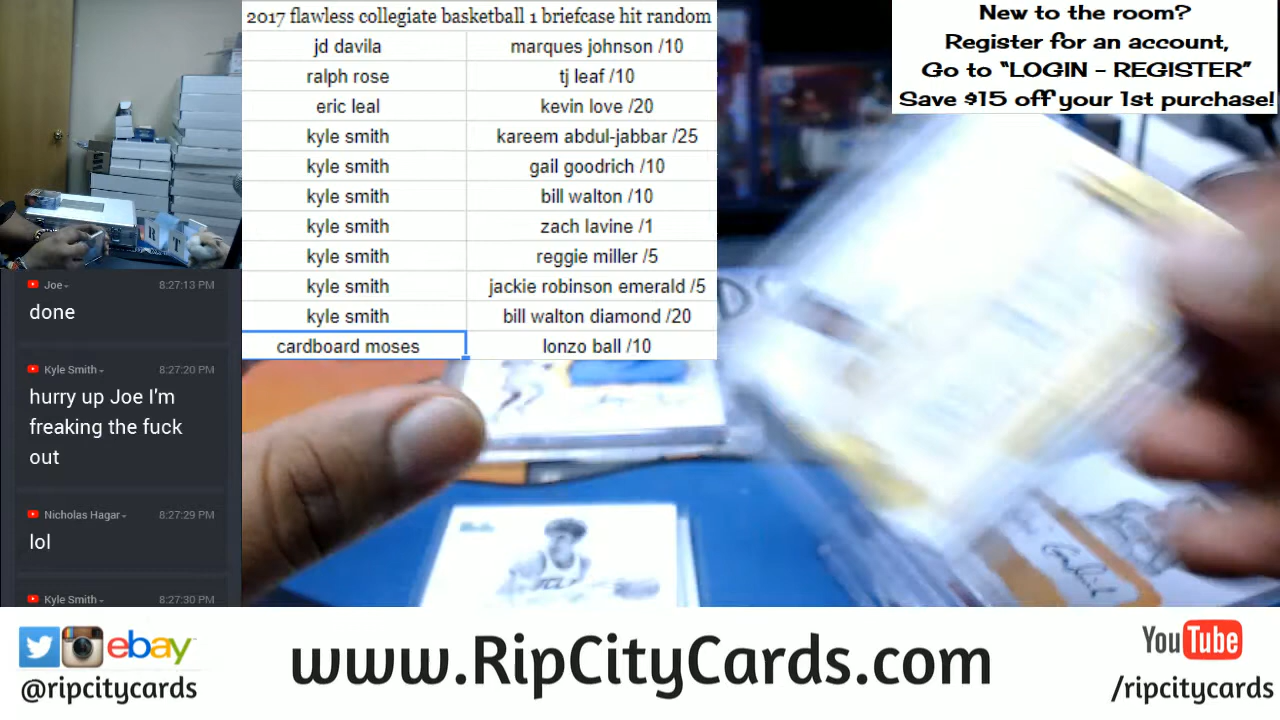 2017 flawless collegiate basketball 1 briefcase hit random
jd davila marques johnson /10
ralph rose tj leaf /10
eric leal kevin love /20
kyle smith kareem abdul-jabbar /25
kyle smith gail goodrich /10
kyle smith bill walton /10
kyle smith zach lavine /1
kyle smith reggie miller /5
kyle smith jackie robinson emerald /5
kyle smith bill walton diamond /20
cardboard moses lonzo ball /10
New to the room?
Register for an account,
Go to “LOGIN - REGISTER”
Save $15 off your 1st purchase!
R T
Joe 8:27:13 PM
done
Kyle Smith 8:27:20 PM
hurry up Joe I'm
freaking the fuck
out
Nicholas Hagar 8:27:29 PM
lol
Kyle Smith 8:27:30 PM
UCLA
ebay
@ripcitycards
www.RipCityCards.com
YouTube
/ripcitycards